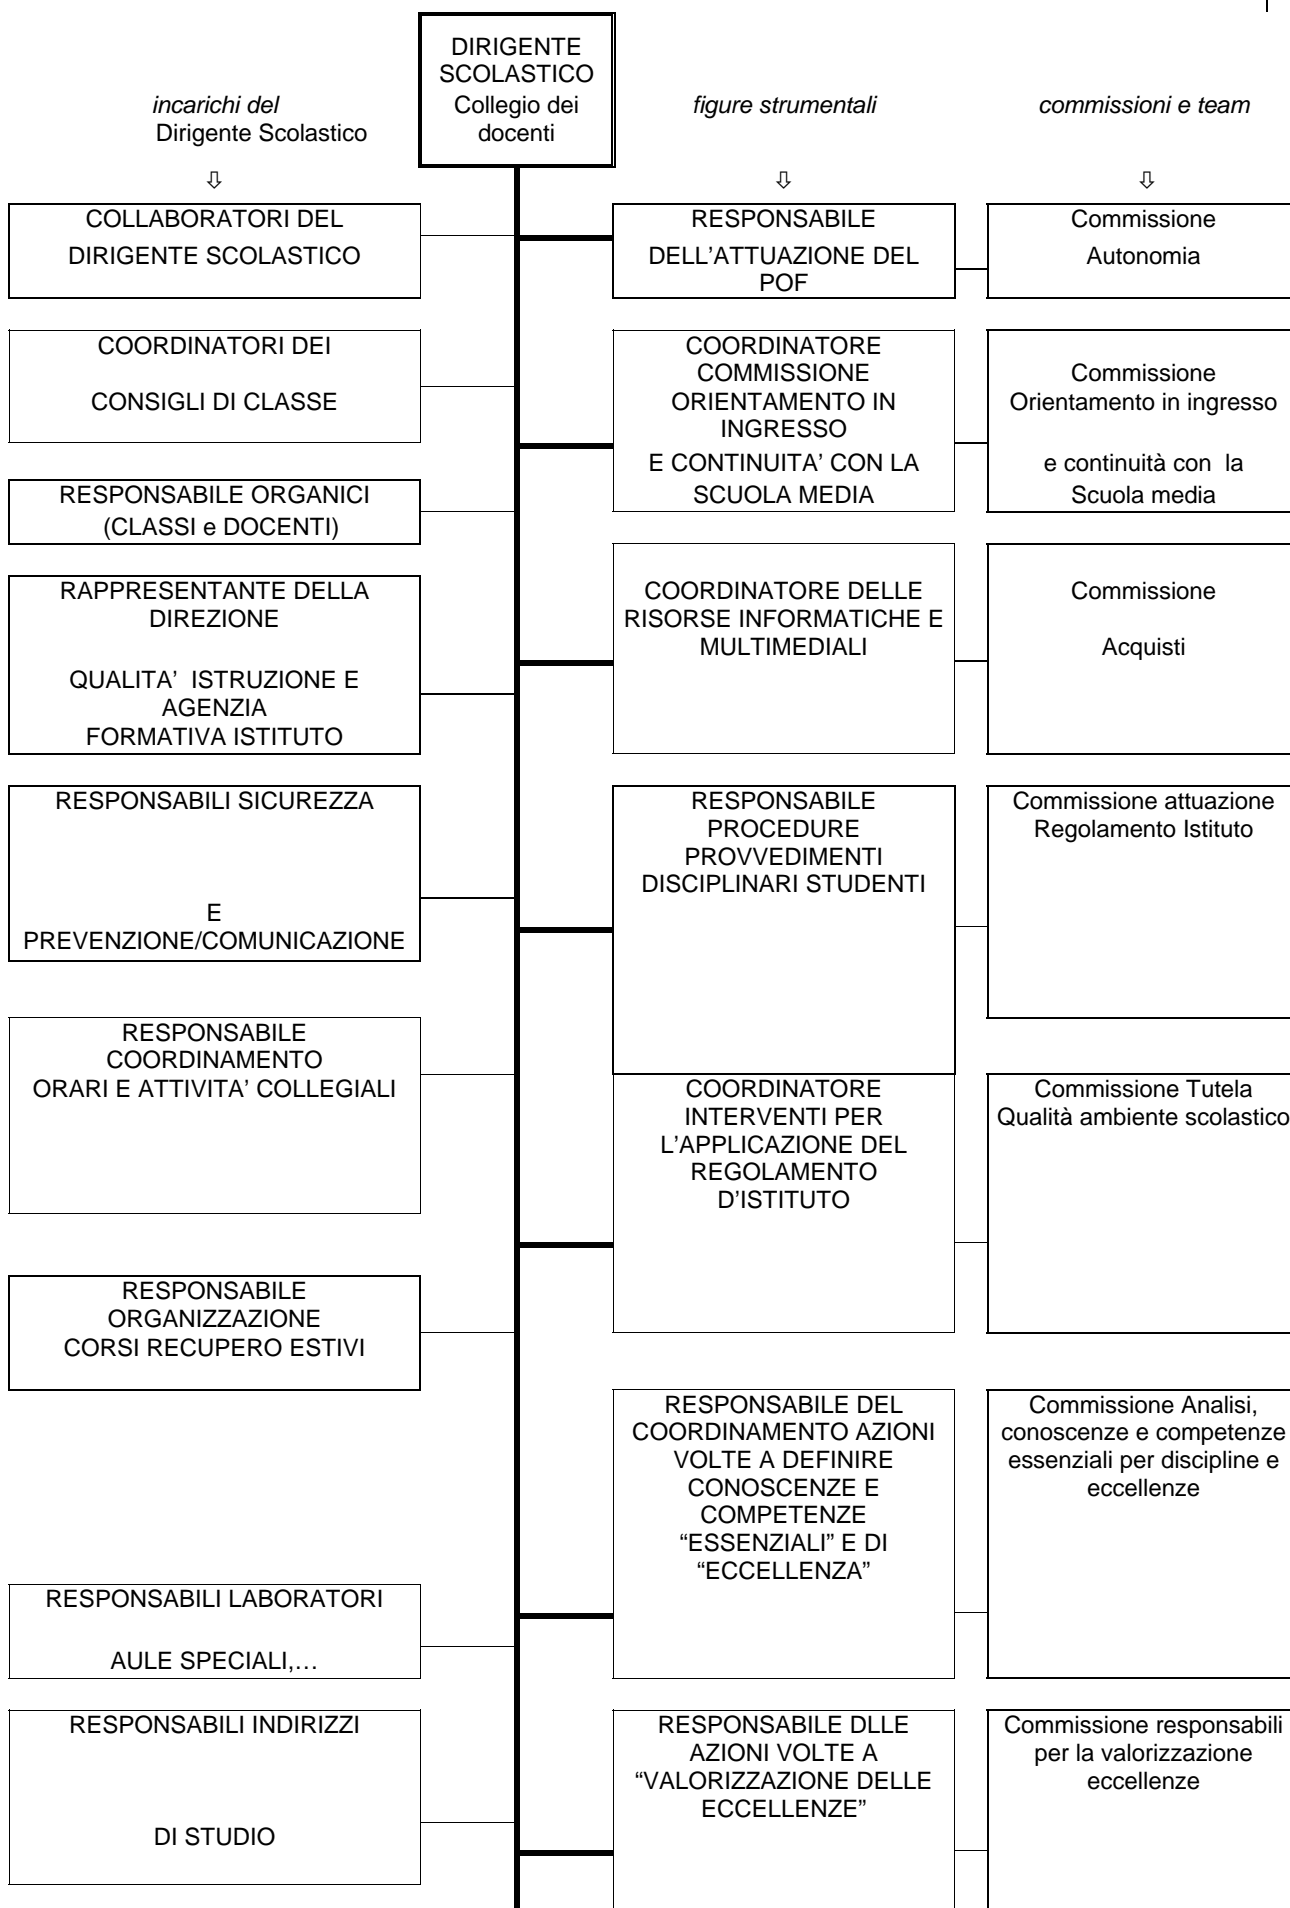 DIRIGENTE
SCOLASTICO
Collegio dei
docenti
incarichi del
Dirigente Scolastico
figure strumentali
commissioni e team
⇩
⇩
⇩
COLLABORATORI DEL
DIRIGENTE SCOLASTICO
RESPONSABILE
DELL’ATTUAZIONE DEL
POF
Commissione
Autonomia
COORDINATORI DEI
CONSIGLI DI CLASSE
COORDINATORE
COMMISSIONE
ORIENTAMENTO IN
INGRESSO
E CONTINUITA’ CON LA
SCUOLA MEDIA
Commissione
Orientamento in ingresso
e continuità con la
Scuola media
RESPONSABILE ORGANICI
(CLASSI e DOCENTI)
RAPPRESENTANTE DELLA
DIREZIONE
QUALITA’ ISTRUZIONE E
AGENZIA
FORMATIVA ISTITUTO
COORDINATORE DELLE
RISORSE INFORMATICHE E
MULTIMEDIALI
Commissione
Acquisti
RESPONSABILI SICUREZZA
E
PREVENZIONE/COMUNICAZIONE
RESPONSABILE
PROCEDURE
PROVVEDIMENTI
DISCIPLINARI STUDENTI
Commissione attuazione
Regolamento Istituto
RESPONSABILE
COORDINAMENTO
ORARI E ATTIVITA’ COLLEGIALI
COORDINATORE
INTERVENTI PER
L’APPLICAZIONE DEL
REGOLAMENTO
D’ISTITUTO
Commissione Tutela
Qualità ambiente scolastico
RESPONSABILE
ORGANIZZAZIONE
CORSI RECUPERO ESTIVI
RESPONSABILE DEL
COORDINAMENTO AZIONI
VOLTE A DEFINIRE
CONOSCENZE E
COMPETENZE
“ESSENZIALI” E DI
“ECCELLENZA”
Commissione Analisi,
conoscenze e competenze
essenziali per discipline e
eccellenze
RESPONSABILI LABORATORI
AULE SPECIALI,…
RESPONSABILI INDIRIZZI
DI STUDIO
RESPONSABILE DLLE
AZIONI VOLTE A
“VALORIZZAZIONE DELLE
ECCELLENZE”
Commissione responsabili
per la valorizzazione
eccellenze